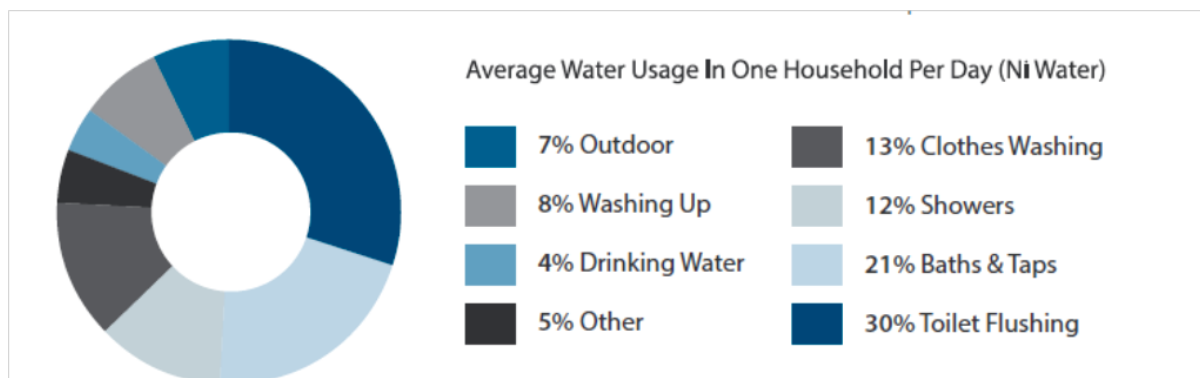 Average Water Usage In One Household Per Day (Ni Water)
7% Outdoor
8% Washing Up
4% Drinking Water
5% Other
13% Clothes Washing
12% Showers
21% Baths & Taps
30% Toilet Flushing